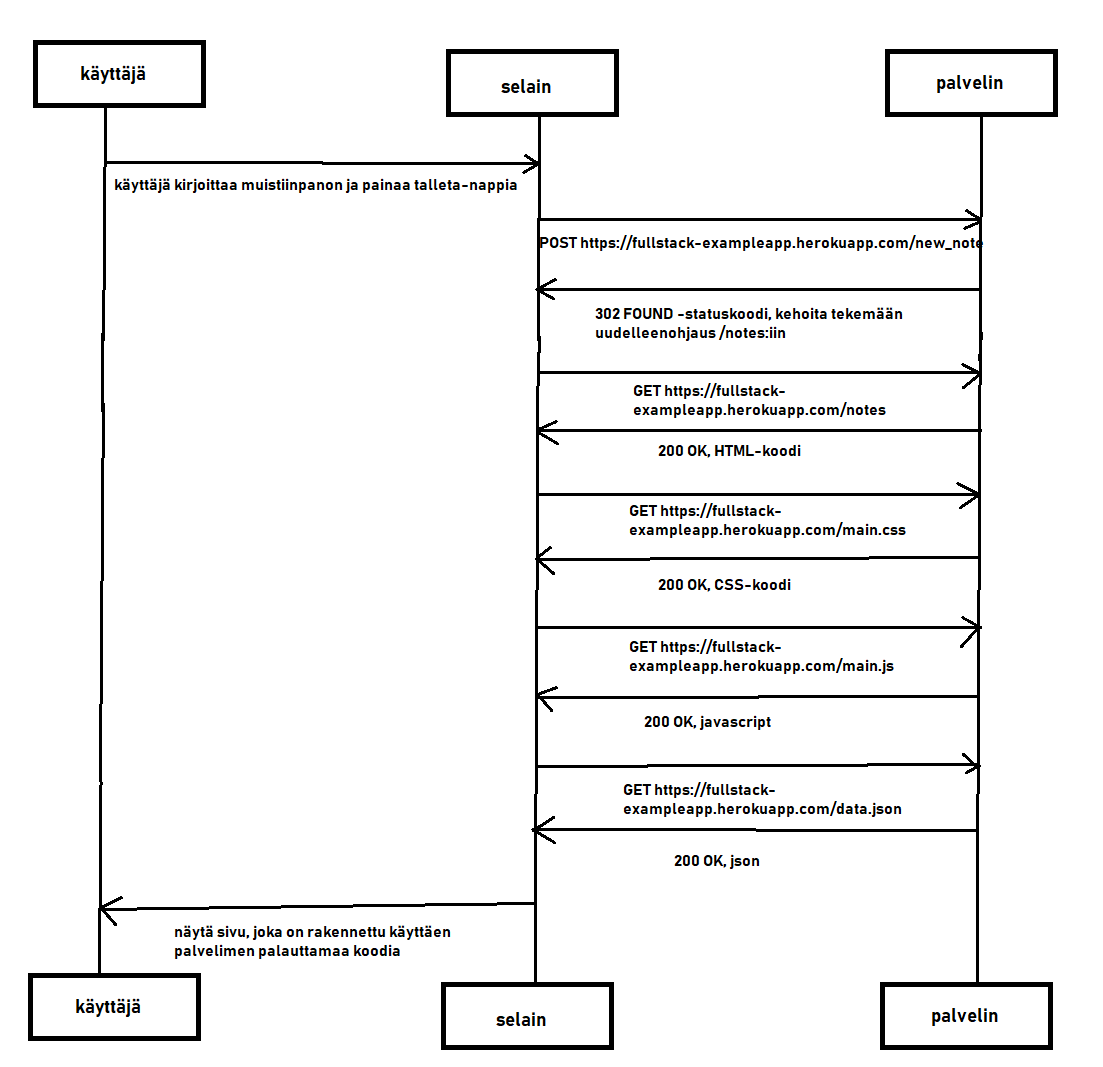 käyttäjä
selain
palvelin
käyttäjä kirjoittaa muistiinpanon ja painaa talleta-nappia
POST https://fullstack-exampleapp.herokuapp.com/new_note
302 FOUND -statuskoodi, kehoita tekemään
uudelleenohjaus /notes:iin
GET https://fullstack-
exampleapp.herokuapp.com/notes
200 OK, HTML-koodi
GET https://fullstack-
exampleapp.herokuapp.com/main.css
200 OK, CSS-koodi
GET https://fullstack-
exampleapp.herokuapp.com/main.js
200 OK, javascript
GET https://fullstack-
exampleapp.herokuapp.com/data.json
200 OK, json
näytä sivu, joka on rakennettu käyttäen
palvelimen palauttamaa koodia
käyttäjä
selain
palvelin